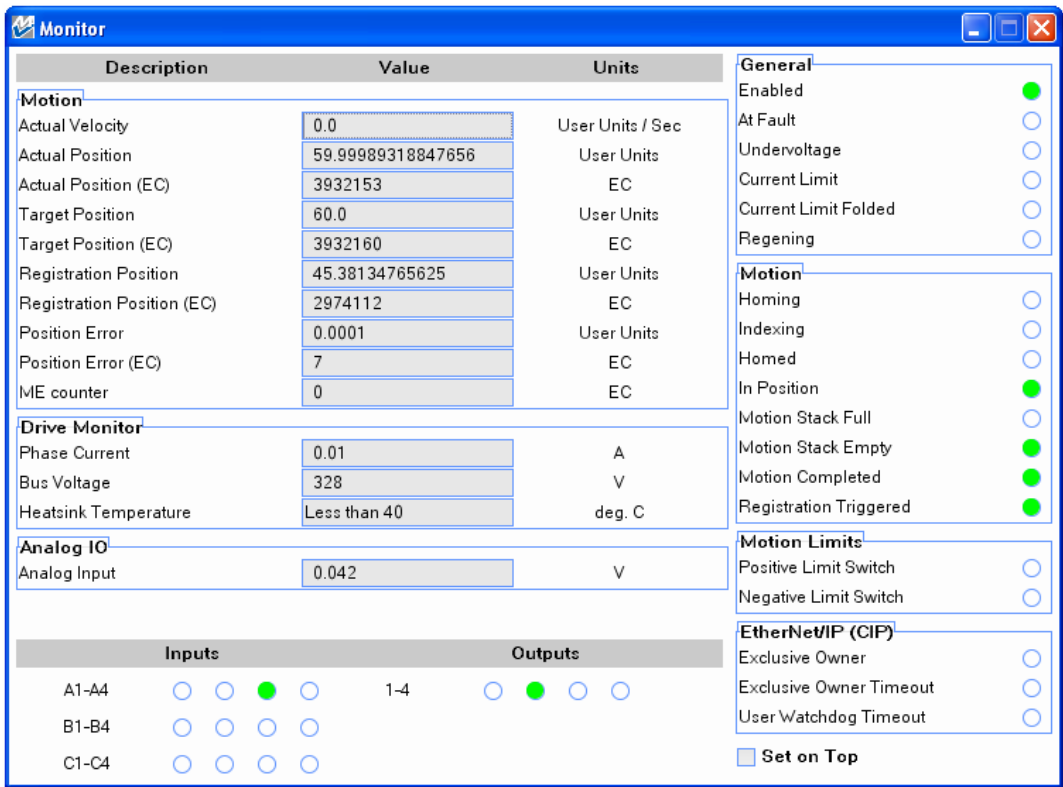 Monitor
Description Value Units
Motion
Actual Velocity 0.0 User Units / Sec
Actual Position 59.99989318847656 User Units
Actual Position (EC) 3932153 EC
Target Position 60.0 User Units
Target Position (EC) 3932160 EC
Registration Position 45.38134765625 User Units
Registration Position (EC) 2974112 EC
Position Error 0.0001 User Units
Position Error (EC) 7 EC
ME counter 0 EC
Drive Monitor
Phase Current 0.01 A
Bus Voltage 328 V
Heatsink Temperature Less than 40 deg. C
Analog IO
Analog Input 0.042 V
Inputs Outputs
A1-A4 1-4
B1-B4
C1-C4
General
Enabled
At Fault
Undervoltage
Current Limit
Current Limit Folded
Regening
Motion
Homing
Indexing
Homed
In Position
Motion Stack Full
Motion Stack Empty
Motion Completed
Registration Triggered
Motion Limits
Positive Limit Switch
Negative Limit Switch
EtherNet/IP (CIP)
Exclusive Owner
Exclusive Owner Timeout
User Watchdog Timeout
Set on Top